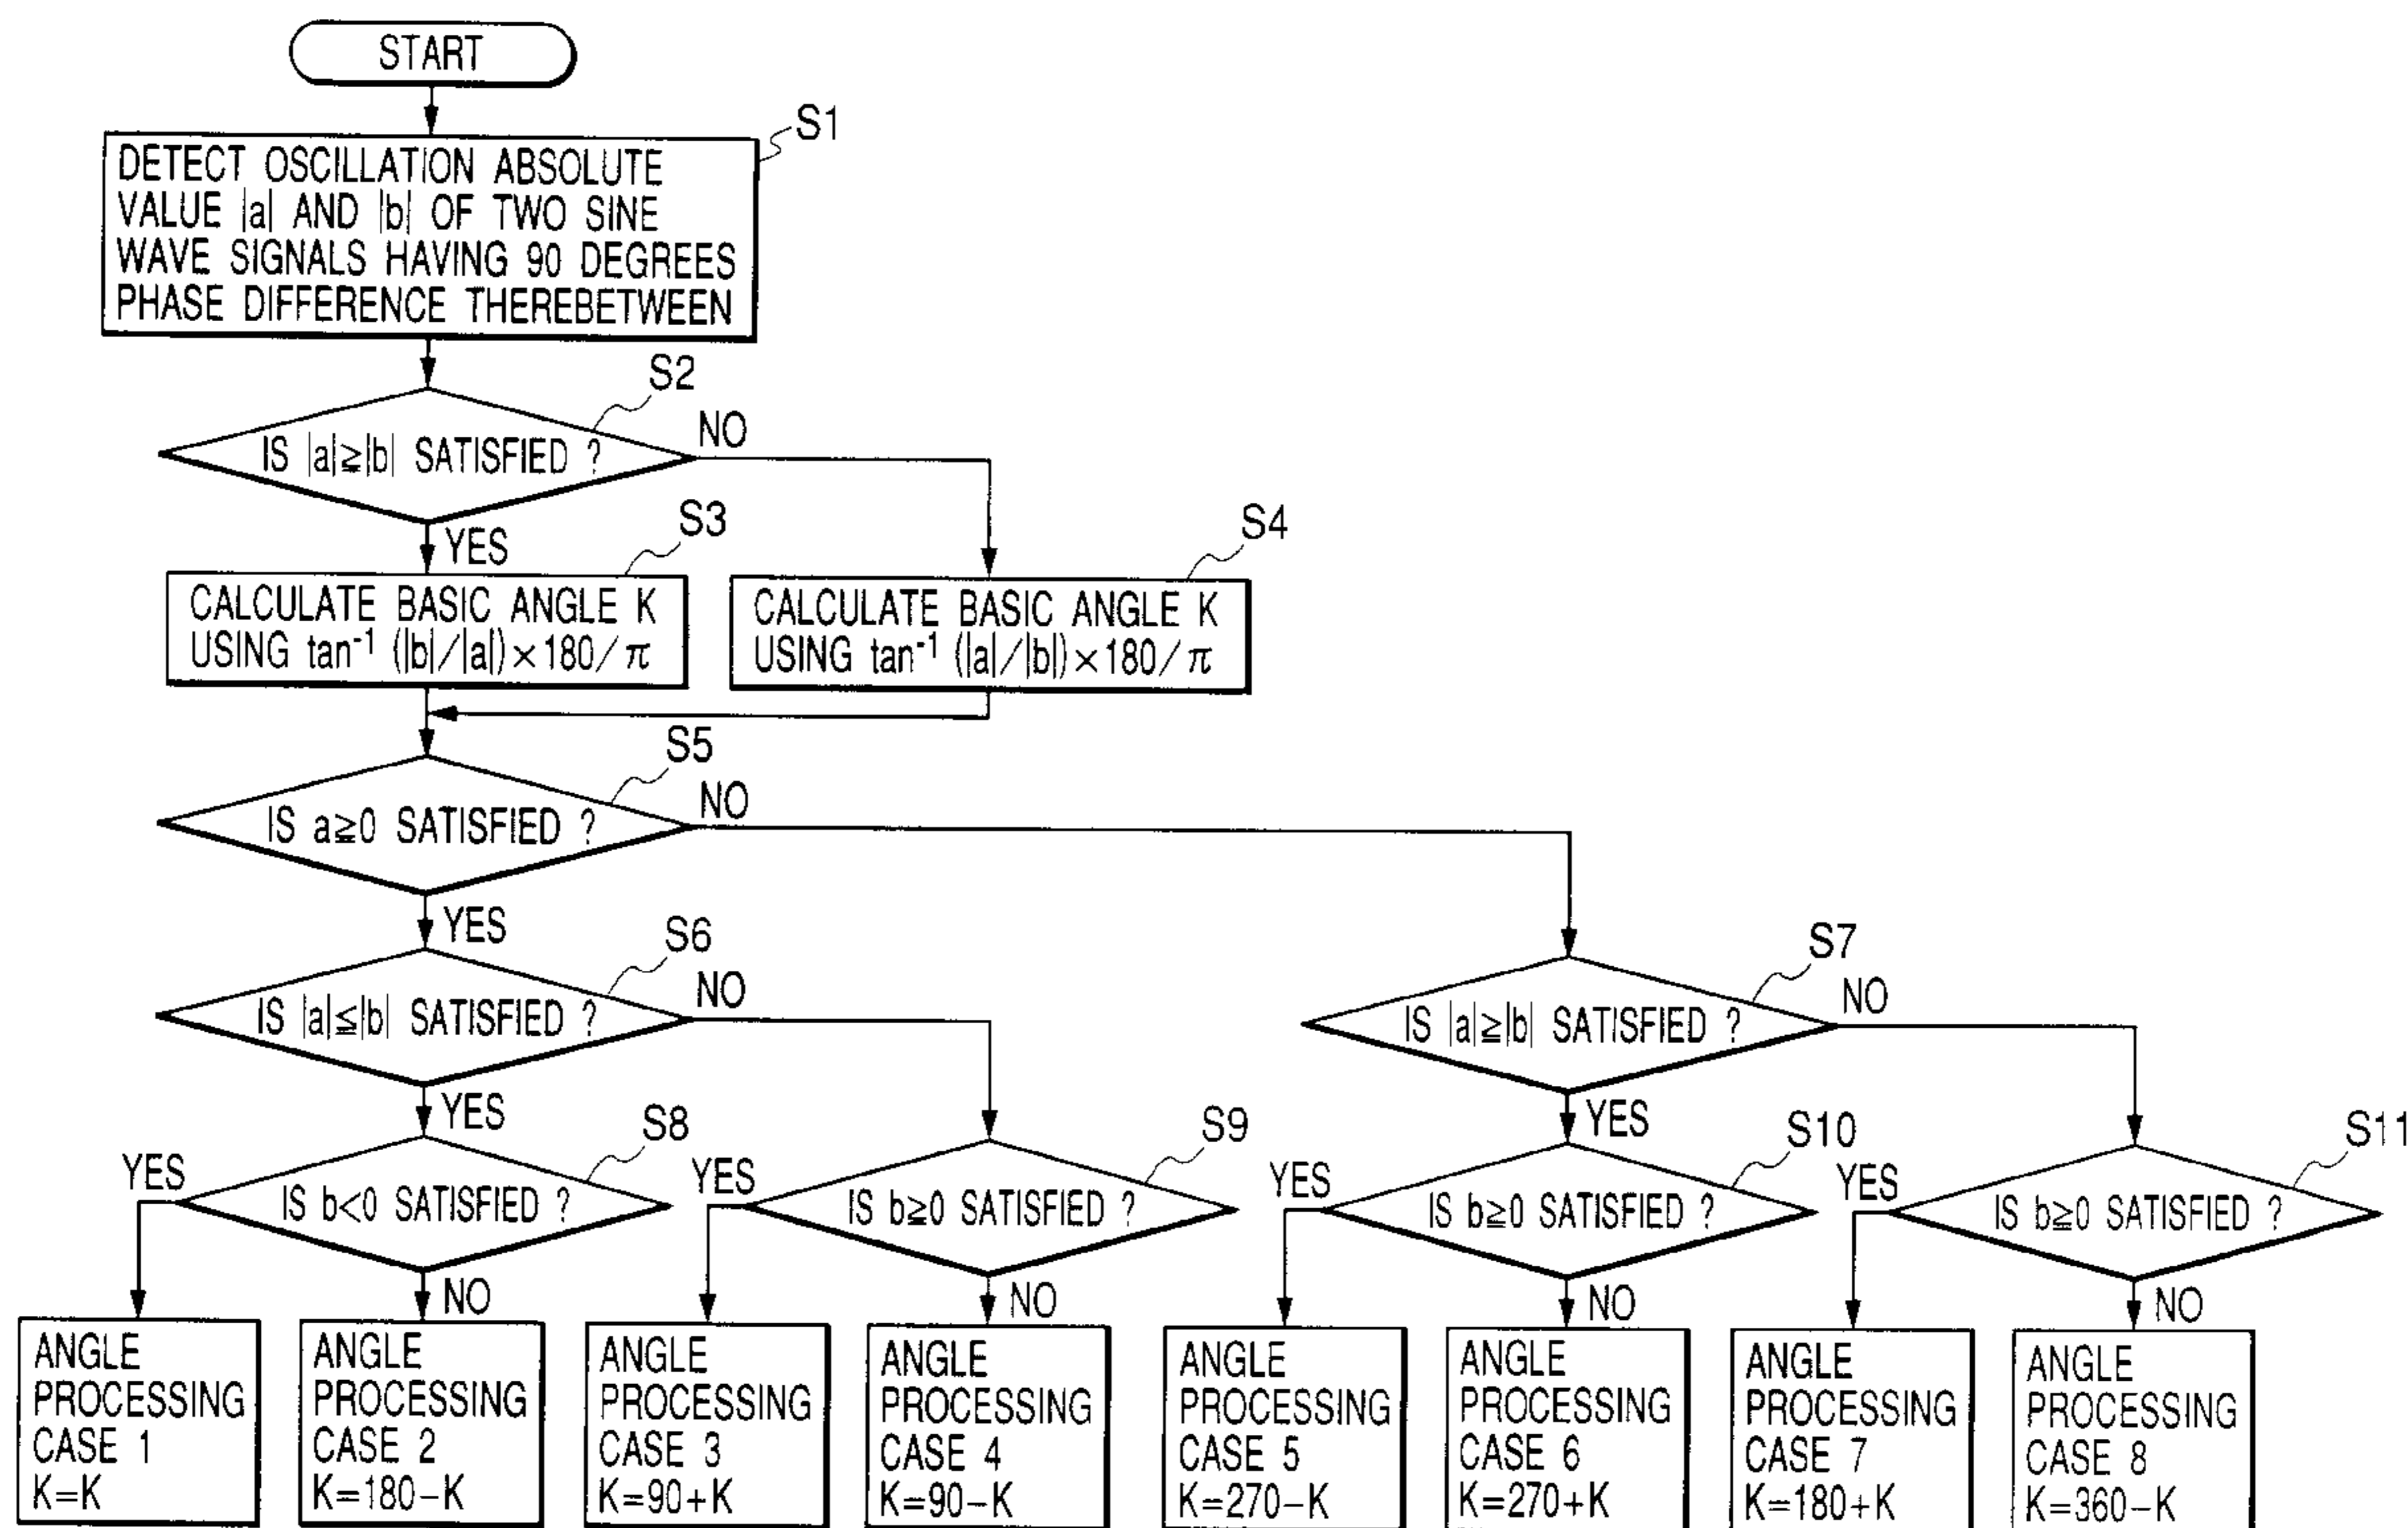 START
S1
DETECT OSCILLATION ABSOLUTE
VALUE |a| AND |b| OF TWO SINE
WAVE SIGNALS HAVING 90 DEGREES
PHASE DIFFERENCE THEREBETWEEN
S2
IS |a|≧|b| SATISFIED ?
NO
YES
S3
CALCULATE BASIC ANGLE K
USING tan⁻¹ (|b|/|a|)×180/π
S4
CALCULATE BASIC ANGLE K
USING tan⁻¹ (|a|/|b|)×180/π
S5
IS a≧0 SATISFIED ?
NO
YES
S6
IS |a|≦|b| SATISFIED ?
NO
YES
S7
IS |a|≧|b| SATISFIED ?
NO
YES
S8
YES
IS b<0 SATISFIED ?
NO
S9
YES
IS b≧0 SATISFIED ?
NO
S10
YES
IS b≧0 SATISFIED ?
NO
S11
YES
IS b≧0 SATISFIED ?
NO
ANGLE
PROCESSING
CASE 1
K=K
ANGLE
PROCESSING
CASE 2
K=180−K
ANGLE
PROCESSING
CASE 3
K=90+K
ANGLE
PROCESSING
CASE 4
K=90−K
ANGLE
PROCESSING
CASE 5
K=270−K
ANGLE
PROCESSING
CASE 6
K=270+K
ANGLE
PROCESSING
CASE 7
K=180+K
ANGLE
PROCESSING
CASE 8
K=360−K